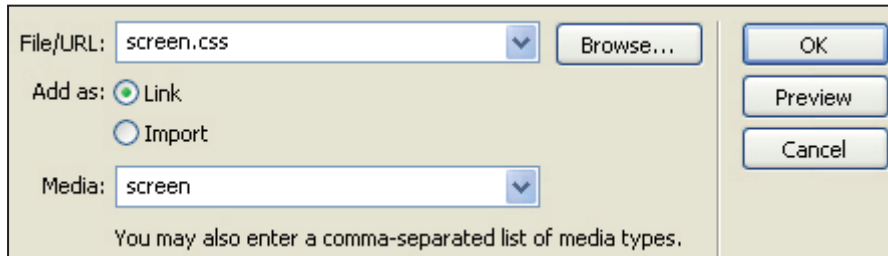 File/URL: screen.css Browse... OK
Add as: Link Preview
Import
Cancel
Media: screen
You may also enter a comma-separated list of media types.